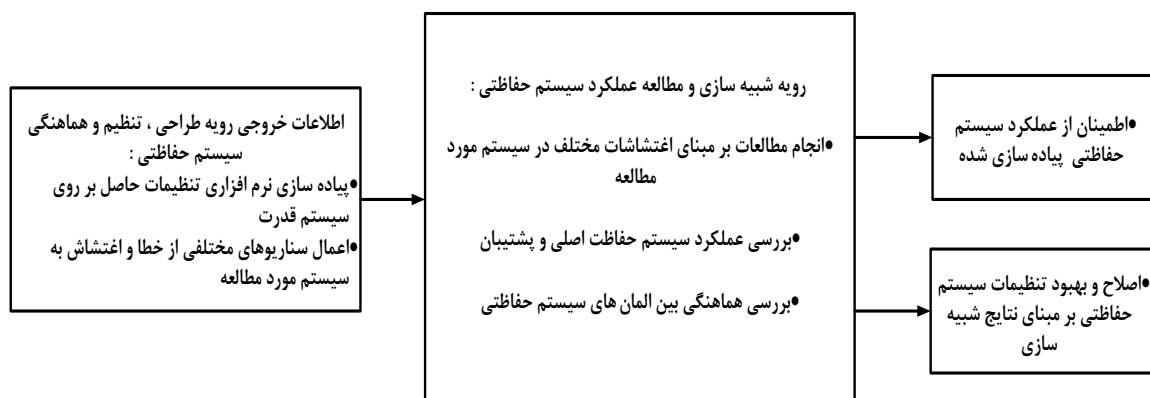 اطلاعات خروجی رویه طراحی ، تنظیم و هماهنگی
سیستم حفاظتی :
•پیاده سازی نرم افزاری تنظیمات حاصل بر روی
سیستم قدرت
•اعمال سناریوهای مختلفی از خطا و اغتشاش به
سیستم مورد مطالعه
رویه شبیه سازی و مطالعه عملکرد سیستم حفاظتی :
•انجام مطالعات بر مبنای اغتشاشات مختلف در سیستم مورد
مطالعه
•بررسی عملکرد سیستم حفاظت اصلی و پشتیبان
•بررسی هماهنگی بین المان های سیستم حفاظتی
•اطمینان از عملکرد سیستم
حفاظتی پیاده سازی شده
•اصلاح و بهبود تنظیمات سیستم
حفاظتی بر مبنای نتایج شبیه
سازی